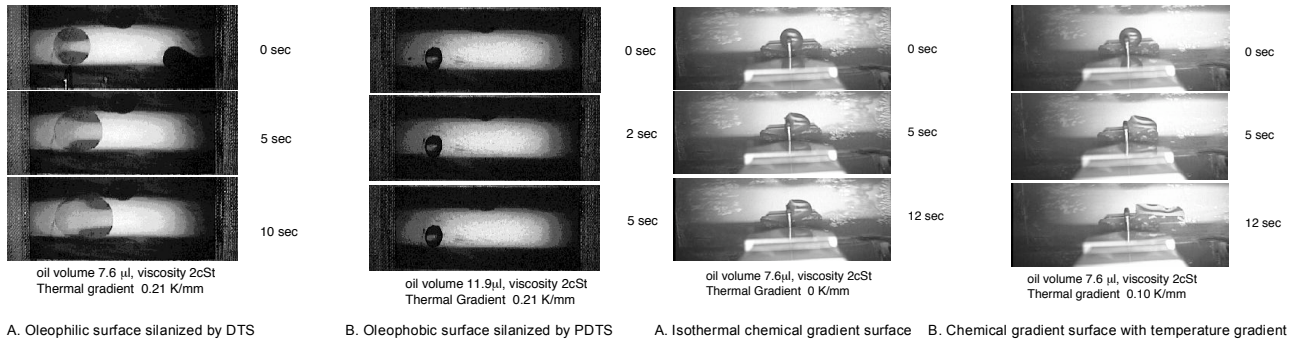 0 sec
5 sec
10 sec
oil volume 7.6 μl, viscosity 2cSt
Thermal gradient 0.21 K/mm
A. Oleophilic surface silanized by DTS
0 sec
2 sec
5 sec
oil volume 11.9μl, viscosity 2cSt
Thermal Gradient 0.21 K/mm
B. Oleophobic surface silanized by PDTS
0 sec
5 sec
12 sec
oil volume 7.6μl, viscosity 2cSt
Thermal Gradient 0 K/mm
A. Isothermal chemical gradient surface
0 sec
5 sec
12 sec
oil volume 7.6 μl, viscosity 2cSt
Thermal gradient 0.10 K/mm
B. Chemical gradient surface with temperature gradient